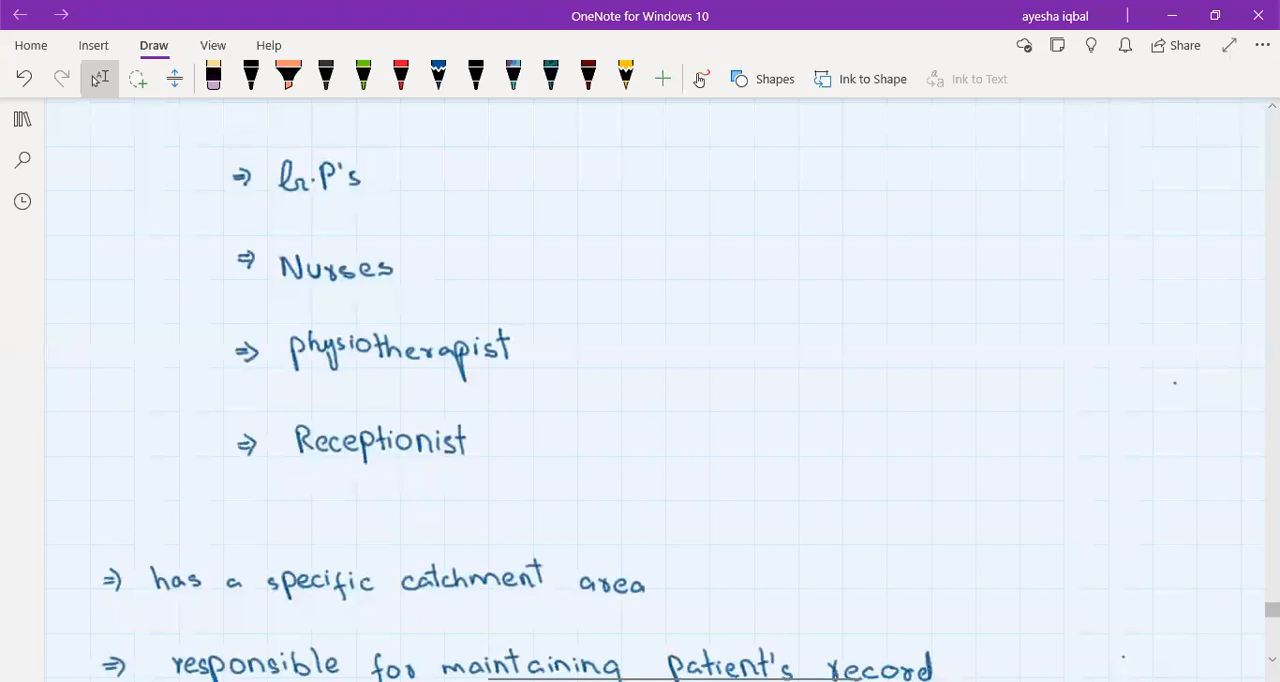 OneNote for Windows 10
ayesha iqbal
Home Insert Draw View Help
Share
Shapes Ink to Shape Ink to Text
⇒ G.P's
⇒ Nurses
⇒ physiotherapist
⇒ Receptionist
⇒ has a specific catchment area
⇒ responsible for maintaining patient's record